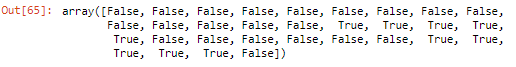 Out[65]: array([False, False, False, False, False, False, False, False,
False, False, False, False, False, True, True, True, True,
True, False, False, False, False, False, False, True, True,
True, True, True, False])